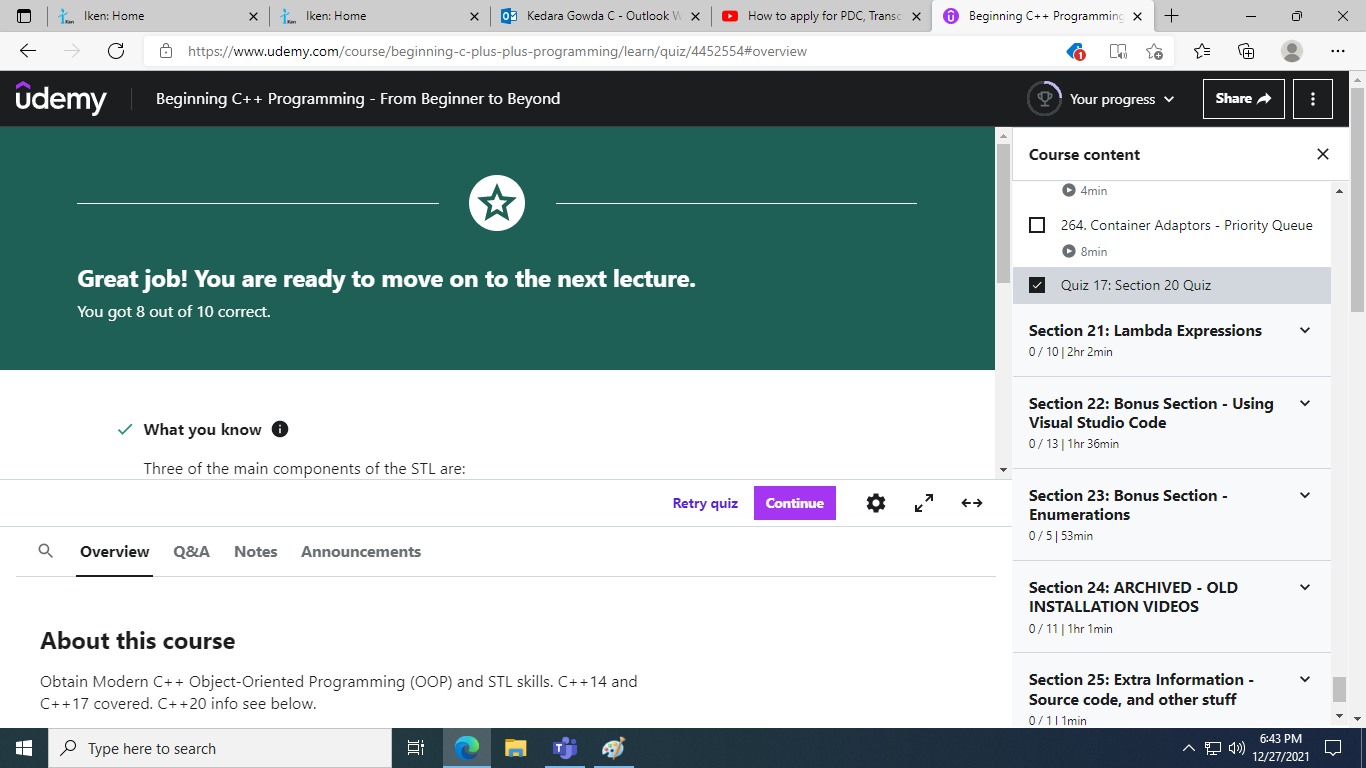 Iken: Home
Iken: Home
Kedara Gowda C - Outlook W
How to apply for PDC, Transc
Beginning C++ Programming
https://www.udemy.com/course/beginning-c-plus-plus-programming/learn/quiz/4452554#overview
1
udemy
Beginning C++ Programming - From Beginner to Beyond
Your progress
Share
Great job! You are ready to move on to the next lecture.
You got 8 out of 10 correct.
What you know
Three of the main components of the STL are:
Retry quiz
Continue
Overview
Q&A
Notes
Announcements
About this course
Obtain Modern C++ Object-Oriented Programming (OOP) and STL skills. C++14 and
C++17 covered. C++20 info see below.
Course content
4min
264. Container Adaptors - Priority Queue
8min
Quiz 17: Section 20 Quiz
Section 21: Lambda Expressions
0 / 10 | 2hr 2min
Section 22: Bonus Section - Using
Visual Studio Code
0 / 13 | 1hr 36min
Section 23: Bonus Section -
Enumerations
0 / 5 | 53min
Section 24: ARCHIVED - OLD
INSTALLATION VIDEOS
0 / 11 | 1hr 1min
Section 25: Extra Information -
Source code, and other stuff
0 / 1 | 1min
Type here to search
6:43 PM
12/27/2021